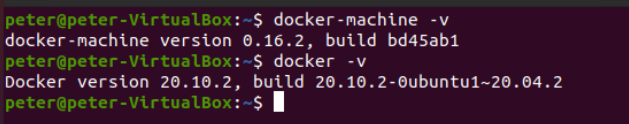 peter@peter-VirtualBox:~$ docker-machine -v
docker-machine version 0.16.2, build bd45ab1
peter@peter-VirtualBox:~$ docker -v
Docker version 20.10.2, build 20.10.2-0ubuntu1~20.04.2
peter@peter-VirtualBox:~$